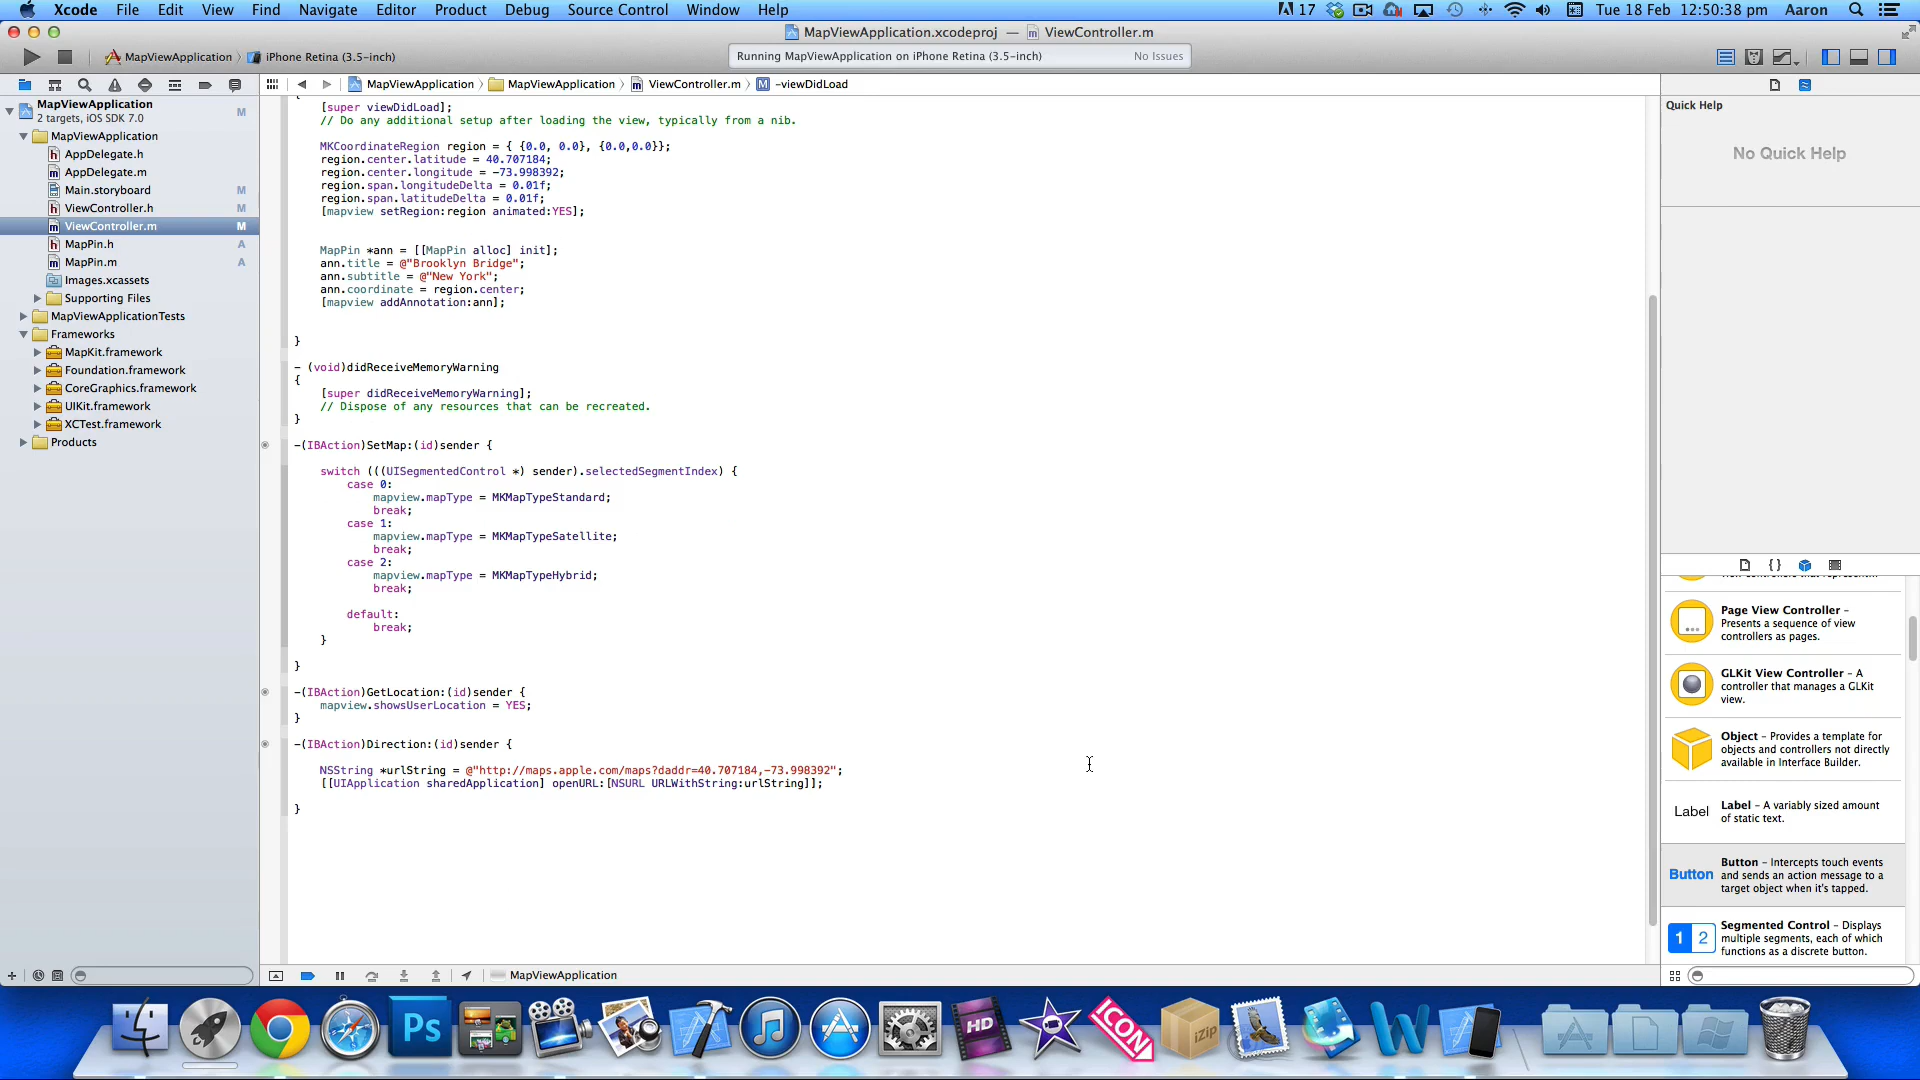 Xcode File Edit View Find Navigate Editor Product Debug Source Control Window Help 17 Tue 18 Feb 12:50:38 pm Aaron
MapViewApplication.xcodeproj — ViewController.m
MapViewApplication iPhone Retina (3.5-inch)
Running MapViewApplication on iPhone Retina (3.5-inch) No Issues
MapViewApplication MapViewApplication ViewController.m -viewDidLoad
MapViewApplication M
2 targets, iOS SDK 7.0
MapViewApplication
AppDelegate.h
AppDelegate.m
Main.storyboard M
ViewController.h M
ViewController.m M
MapPin.h A
MapPin.m A
Images.xcassets
Supporting Files
MapViewApplicationTests
Frameworks
MapKit.framework
Foundation.framework
CoreGraphics.framework
UIKit.framework
XCTest.framework
Products
[super viewDidLoad];
// Do any additional setup after loading the view, typically from a nib.
MKCoordinateRegion region = { {0.0, 0.0}, {0.0,0.0}};
region.center.latitude = 40.707184;
region.center.longitude = -73.998392;
region.span.longitudeDelta = 0.01f;
region.span.latitudeDelta = 0.01f;
[mapview setRegion:region animated:YES];
MapPin *ann = [[MapPin alloc] init];
ann.title = @"Brooklyn Bridge";
ann.subtitle = @"New York";
ann.coordinate = region.center;
[mapview addAnnotation:ann];
}
- (void)didReceiveMemoryWarning
{
[super didReceiveMemoryWarning];
// Dispose of any resources that can be recreated.
}
-(IBAction)SetMap:(id)sender {
switch (((UISegmentedControl *) sender).selectedSegmentIndex) {
case 0:
mapview.mapType = MKMapTypeStandard;
break;
case 1:
mapview.mapType = MKMapTypeSatellite;
break;
case 2:
mapview.mapType = MKMapTypeHybrid;
break;
default:
break;
}
}
-(IBAction)GetLocation:(id)sender {
mapview.showsUserLocation = YES;
}
-(IBAction)Direction:(id)sender {
NSString *urlString = @"http://maps.apple.com/maps?daddr=40.707184,-73.998392";
[[UIApplication sharedApplication] openURL:[NSURL URLWithString:urlString]];
}
MapViewApplication
Quick Help
No Quick Help
{ }
Page View Controller –
Presents a sequence of view
controllers as pages.
GLKit View Controller – A
controller that manages a GLKit
view.
Object – Provides a template for
objects and controllers not directly
available in Interface Builder.
Label
Label – A variably sized amount
of static text.
Button
Button – Intercepts touch events
and sends an action message to a
target object when it's tapped.
1 2
Segmented Control – Displays
multiple segments, each of which
functions as a discrete button.
Ps
HD
ICON
iZip
W